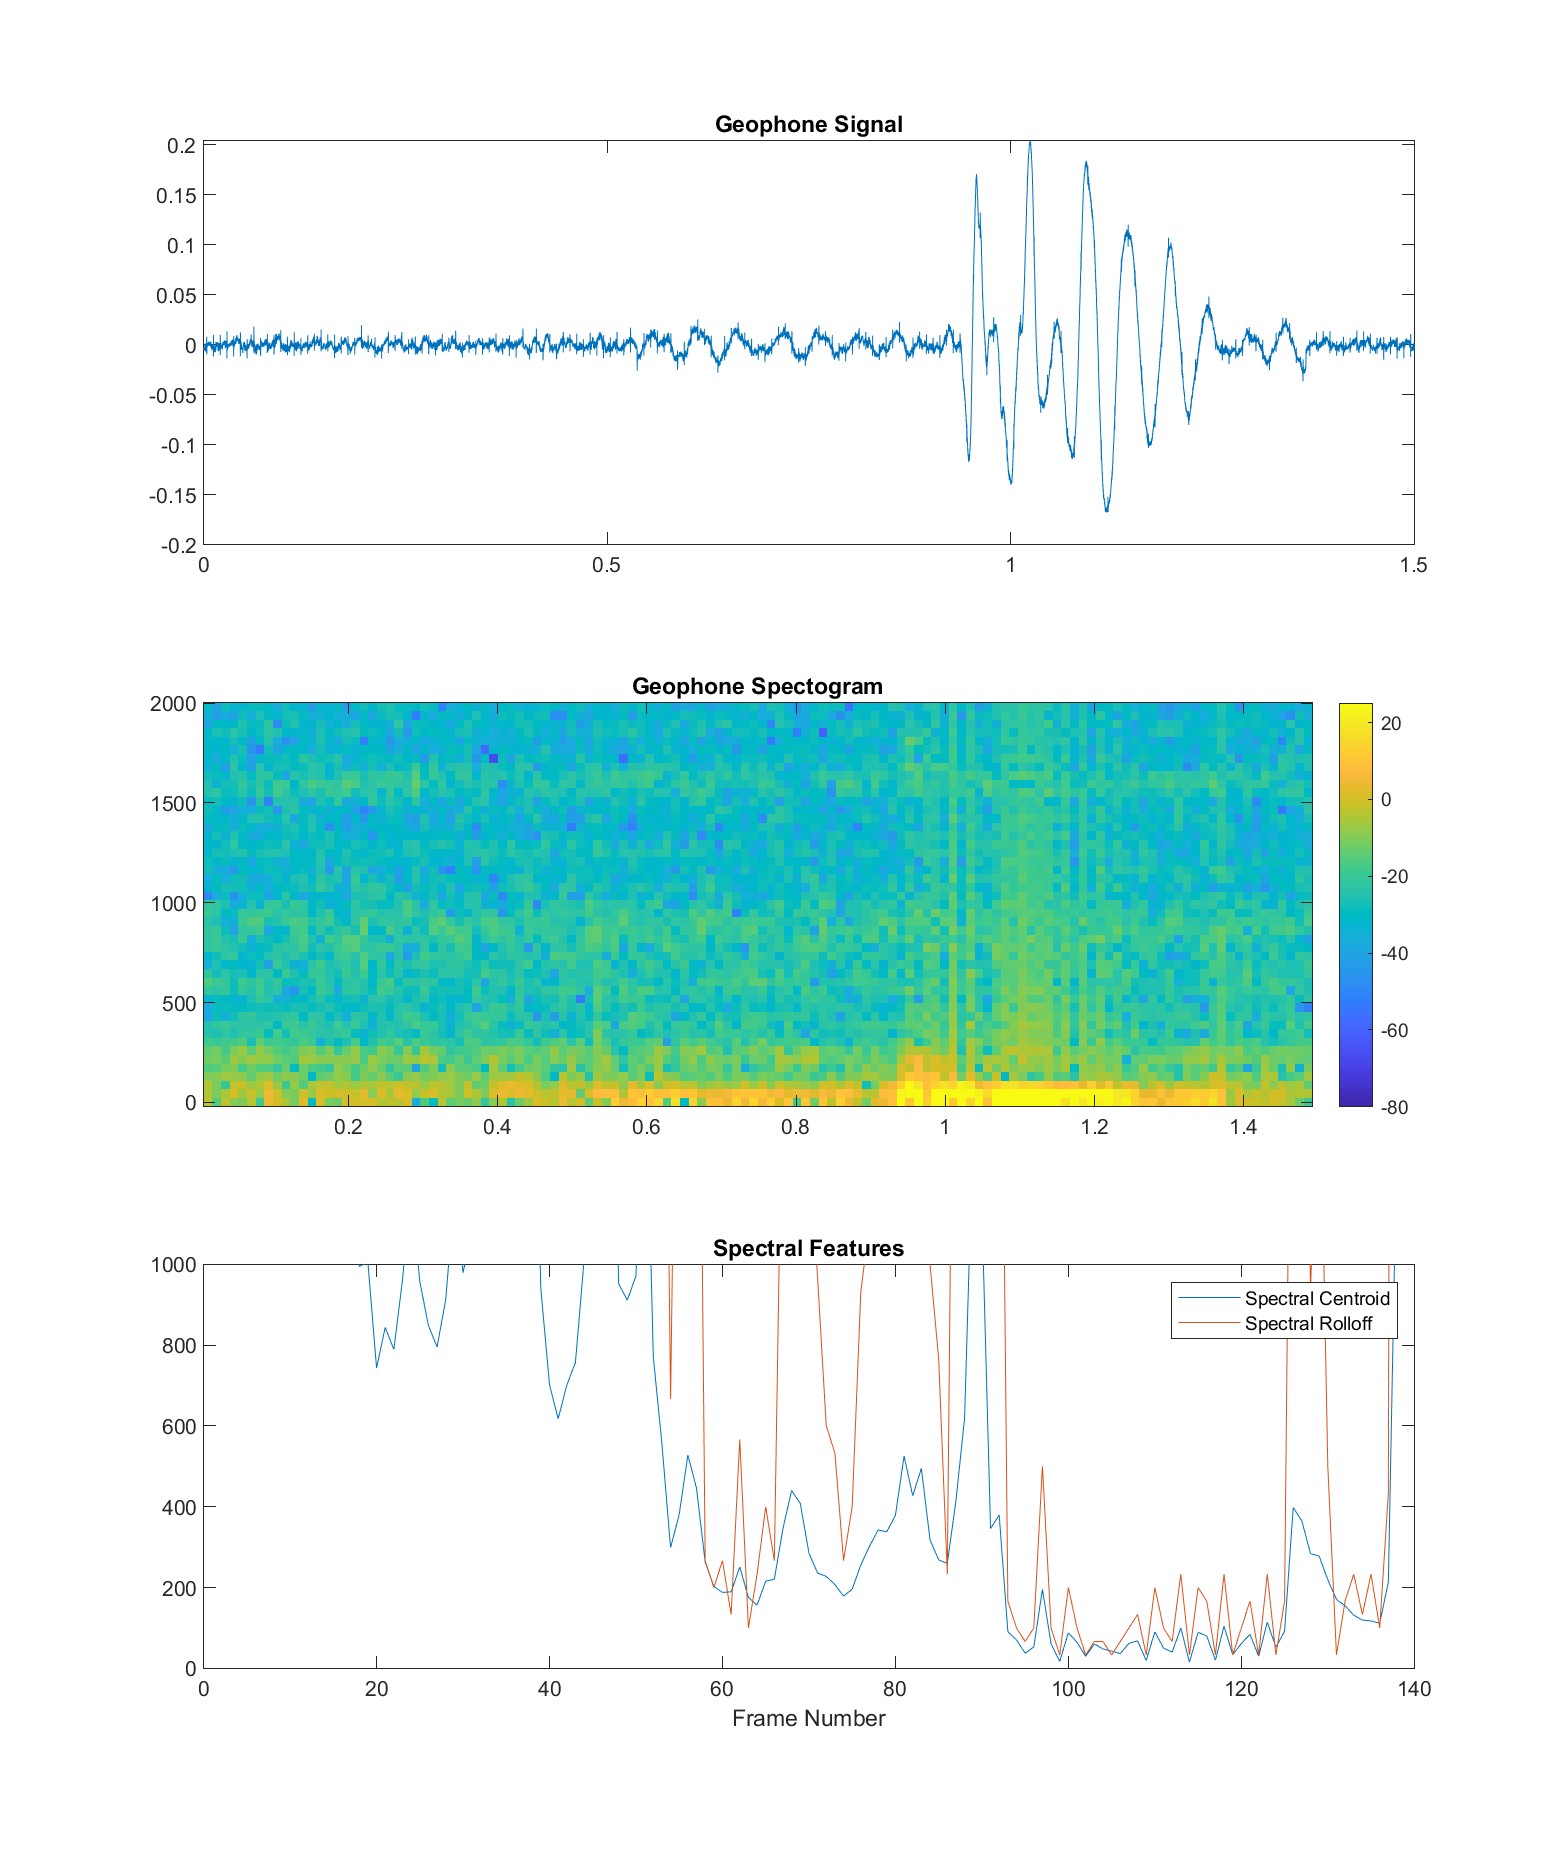 Geophone Signal
0.2
0.15
0.1
0.05
0
-0.05
-0.1
-0.15
-0.2
0 0.5 1 1.5
Geophone Spectogram
2000
1500
1000
500
0
0.2 0.4 0.6 0.8 1 1.2 1.4
20
0
-20
-40
-60
-80
Spectral Features
1000
800
600
400
200
0
Spectral Centroid
Spectral Rolloff
0 20 40 60 80 100 120 140
Frame Number